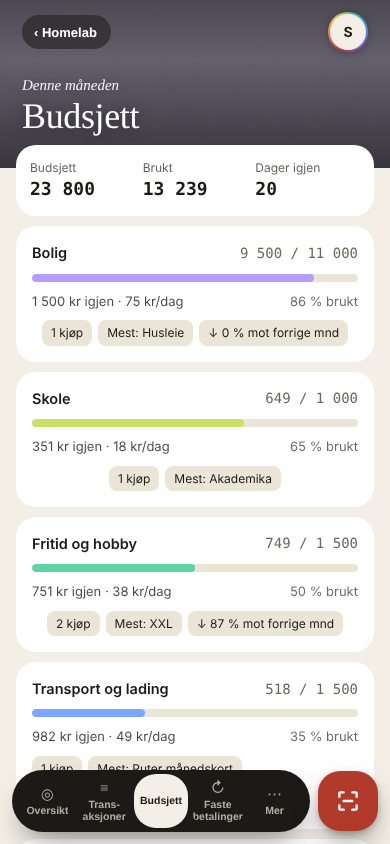 ‹ Homelab
S
Denne måneden
Budsjett
Budsjett Brukt Dager igjen
23 800 13 239 20
Bolig 9 500 / 11 000
1 500 kr igjen · 75 kr/dag 86 % brukt
1 kjøp Mest: Husleie ↓ 0 % mot forrige mnd
Skole 649 / 1 000
351 kr igjen · 18 kr/dag 65 % brukt
1 kjøp Mest: Akademika
Fritid og hobby 749 / 1 500
751 kr igjen · 38 kr/dag 50 % brukt
2 kjøp Mest: XXL ↓ 87 % mot forrige mnd
Transport og lading 518 / 1 500
982 kr igjen · 49 kr/dag 35 % brukt
1 kjøp Mest: Ruter månedskort
Oversikt
Trans-
aksjoner
Budsjett
Faste
betalinger
Mer